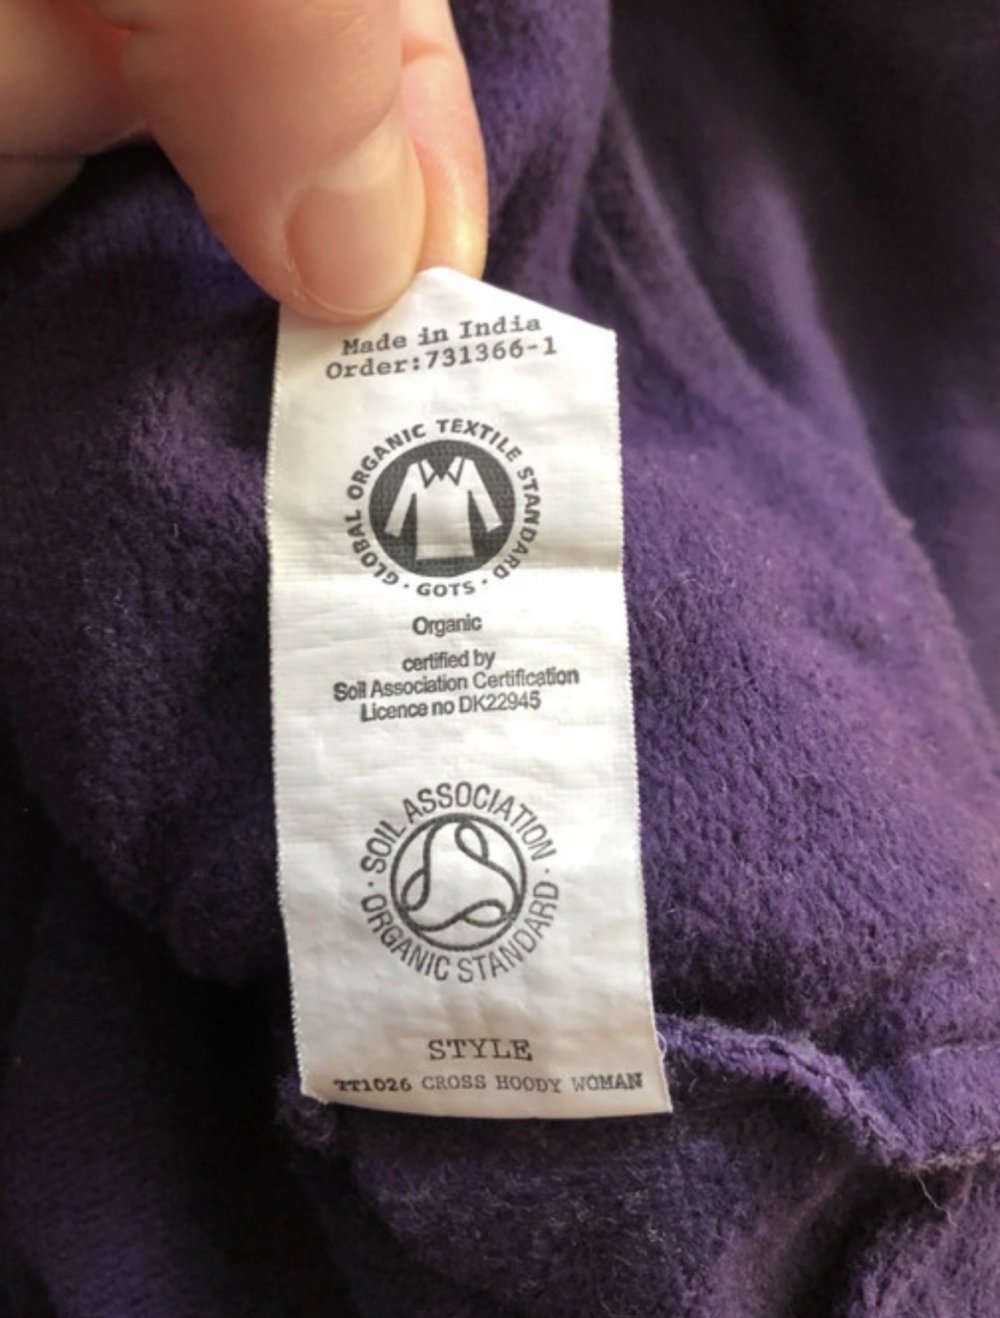 Made in India
Order:731366-1
GLOBAL ORGANIC TEXTILE STANDARD · GOTS ·
Organic
certified by
Soil Association Certification
Licence no DK22945
SOIL ASSOCIATION
· ORGANIC STANDARD ·
STYLE
TT1026 CROSS HOODY WOMAN